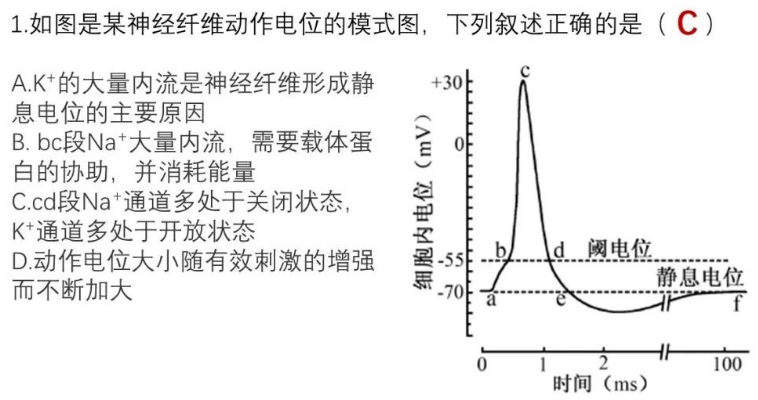 1.如图是某神经纤维动作电位的模式图，下列叙述正确的是（ C ）
A.K⁺的大量内流是神经纤维形成静
息电位的主要原因
B. bc段Na⁺大量内流，需要载体蛋
白的协助，并消耗能量
C.cd段Na⁺通道多处于关闭状态，
K⁺通道多处于开放状态
D.动作电位大小随有效刺激的增强
而不断加大
细胞内电位（mV）
+30
0
-55
-70
c
b
d
阈电位
静息电位
a
e
f
0
1
2
100
时间（ms）